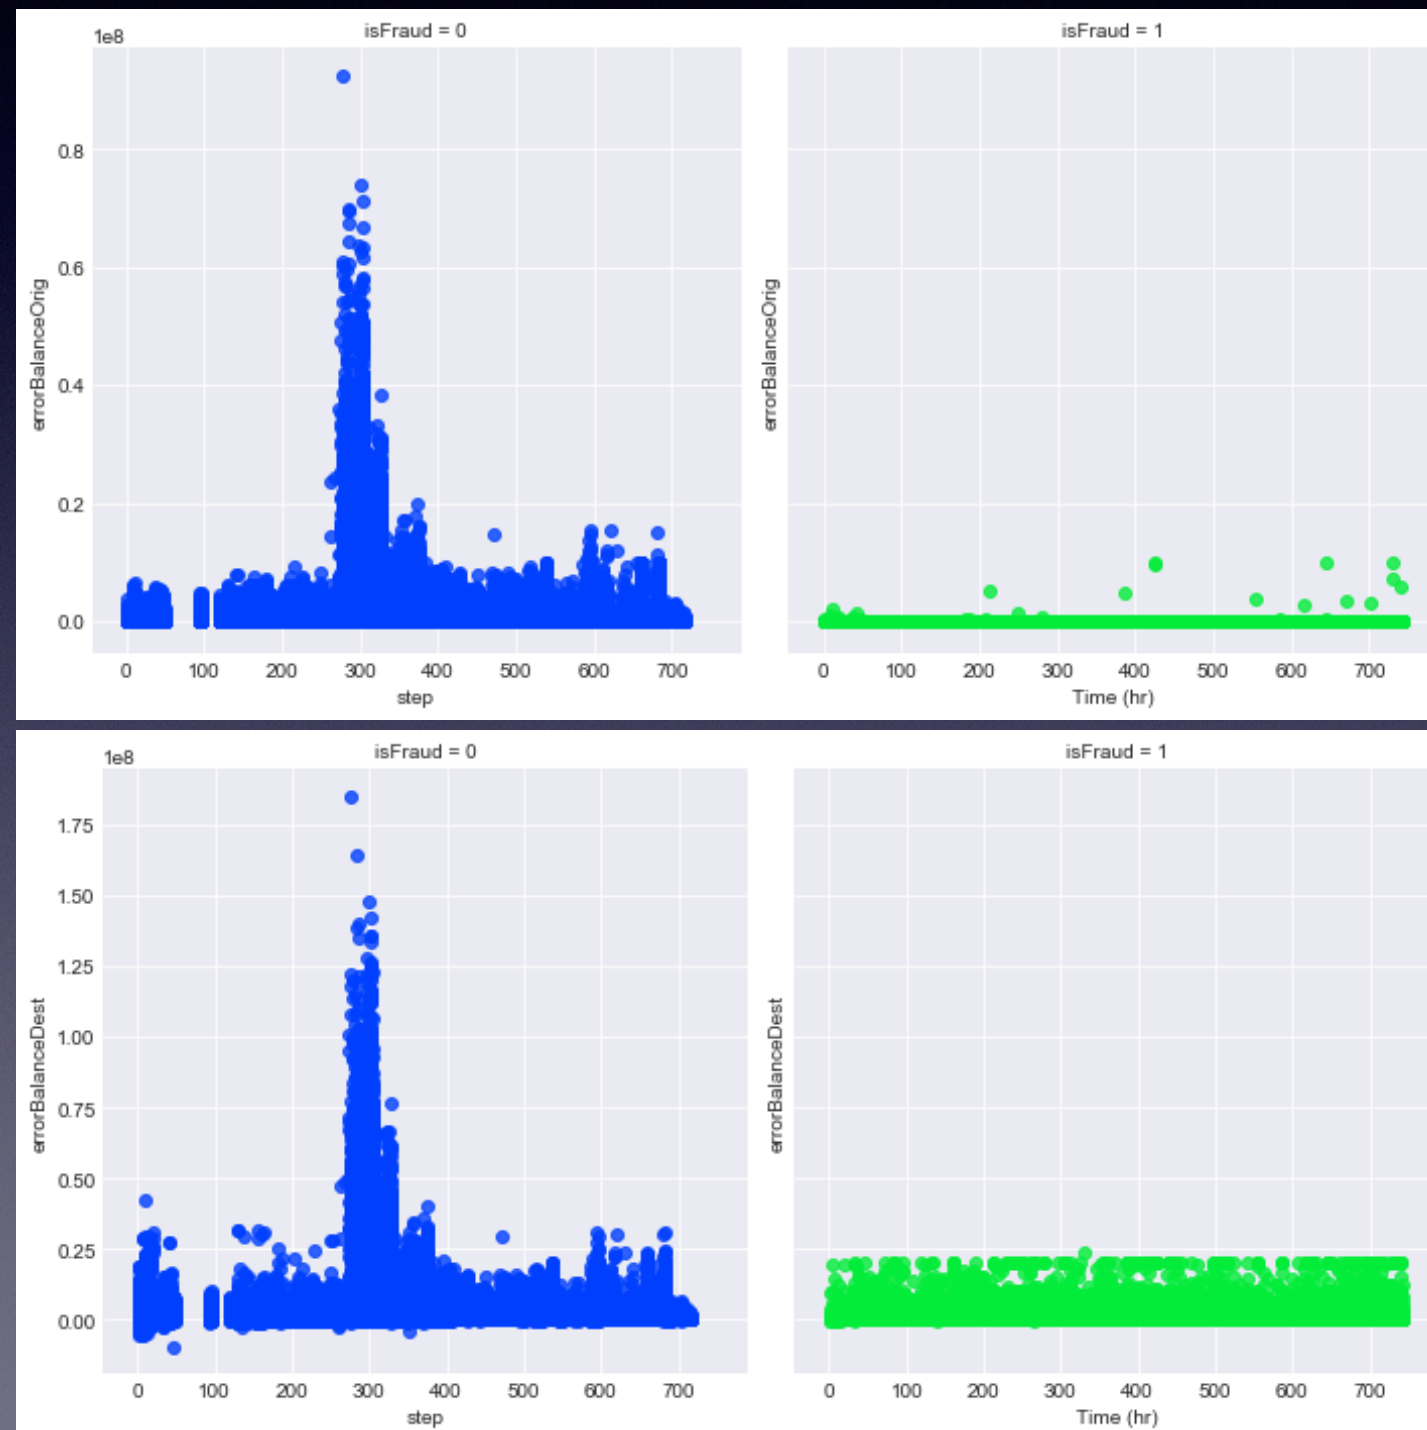 isFraud = 0
isFraud = 1
1e8
0.8
0.6
0.4
0.2
0.0
errorBalanceOrig
errorBalanceOrig
0 100 200 300 400 500 600 700
0 100 200 300 400 500 600 700
step
Time (hr)
isFraud = 0
isFraud = 1
1e8
1.75
1.50
1.25
1.00
0.75
0.50
0.25
0.00
errorBalanceDest
errorBalanceDest
0 100 200 300 400 500 600 700
0 100 200 300 400 500 600 700
step
Time (hr)